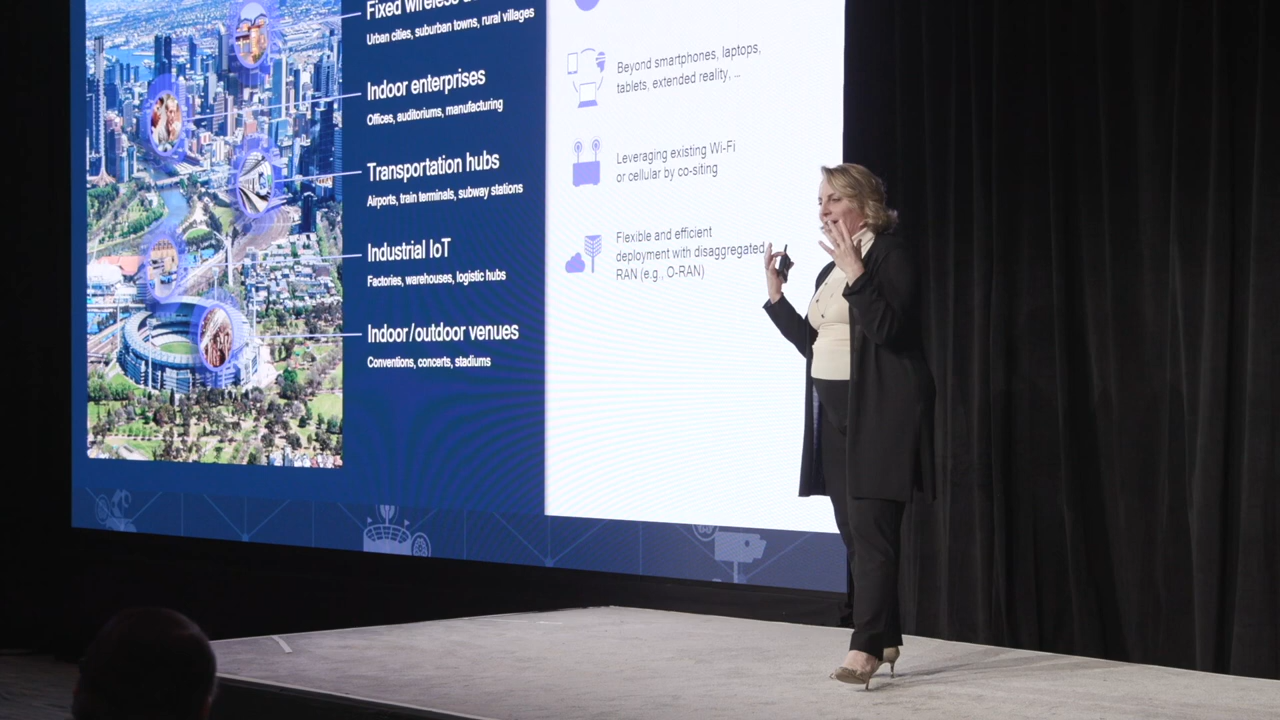 Fixed wireless
Urban cities, suburban towns, rural villages
Indoor enterprises
Offices, auditoriums, manufacturing
Transportation hubs
Airports, train terminals, subway stations
Industrial IoT
Factories, warehouses, logistic hubs
Indoor/outdoor venues
Conventions, concerts, stadiums
Beyond smartphones, laptops,
tablets, extended reality, ...
Leveraging existing Wi-Fi
or cellular by co-siting
Flexible and efficient
deployment with disaggregated
RAN (e.g., O-RAN)